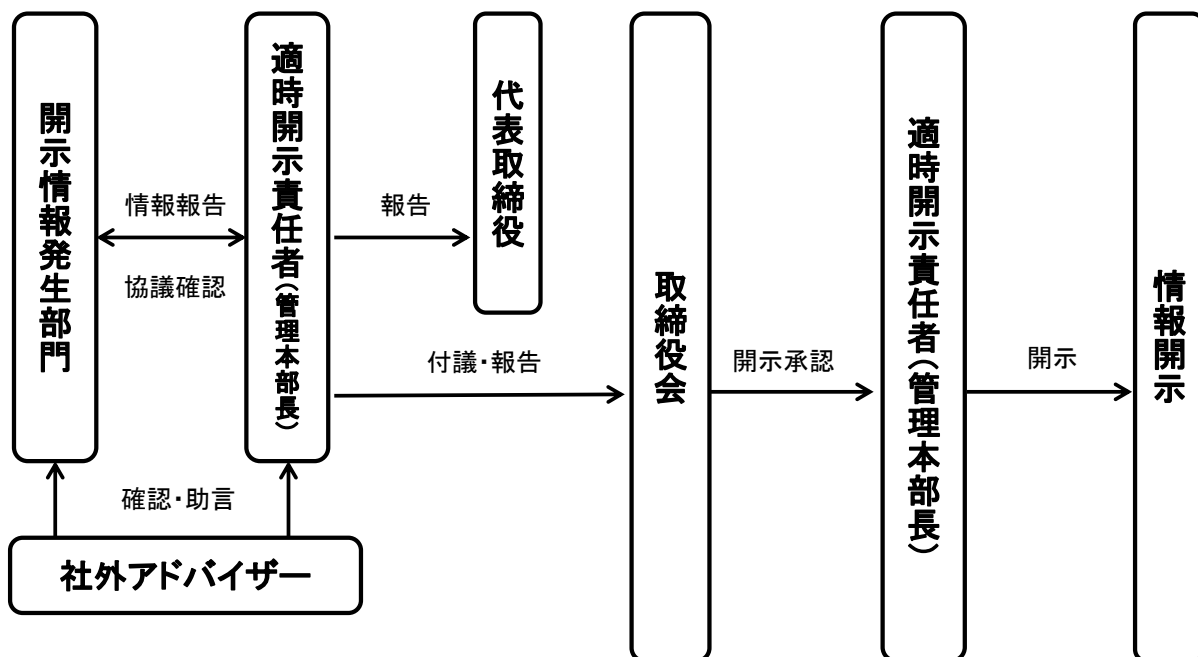 開示情報発生部門
情報報告
協議確認
適時開示責任者(管理本部長)
報告
代表取締役
付議・報告
取締役会
開示承認
適時開示責任者(管理本部長)
開示
情報開示
確認・助言
社外アドバイザー